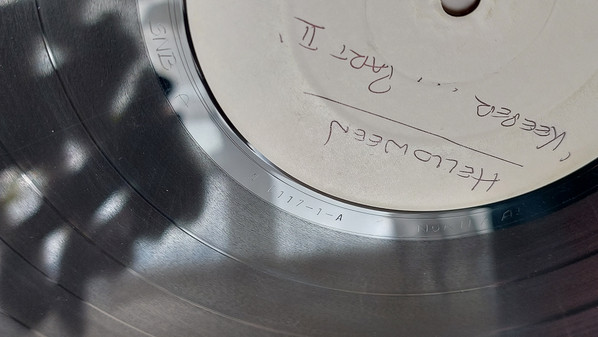 HELLOWEEN
"KEEPER ... PART II"
117-1-A